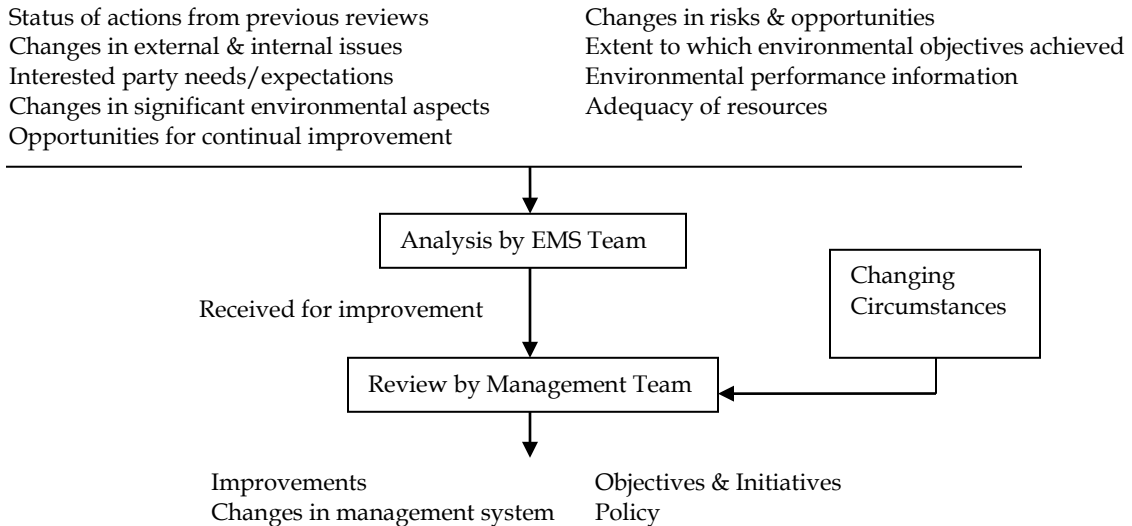 Status of actions from previous reviews
Changes in external & internal issues
Interested party needs/expectations
Changes in significant environmental aspects
Opportunities for continual improvement
Changes in risks & opportunities
Extent to which environmental objectives achieved
Environmental performance information
Adequacy of resources
Analysis by EMS Team
Received for improvement
Changing
Circumstances
Review by Management Team
Improvements
Changes in management system
Objectives & Initiatives
Policy